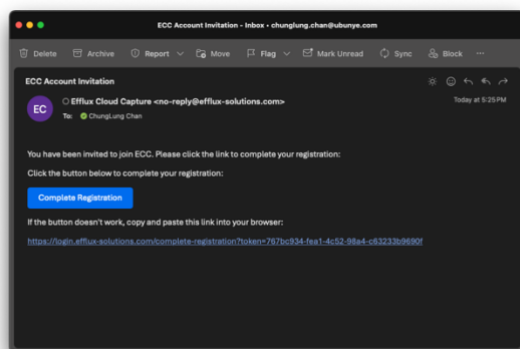 ECC Account Invitation - Inbox • chunglung.chan@ubunye.com
Delete Archive Report Move Flag Mark Unread Sync Block ...
ECC Account Invitation
EC
Efflux Cloud Capture <no-reply@efflux-solutions.com>
Today at 5:25 PM
To: ChungLung Chan
You have been invited to join ECC. Please click the link to complete your registration:
Click the button below to complete your registration:
Complete Registration
If the button doesn't work, copy and paste this link into your browser:
https://login.efflux-solutions.com/complete-registration?token=767bc934-fea1-4c52-98a4-c63233b9690f